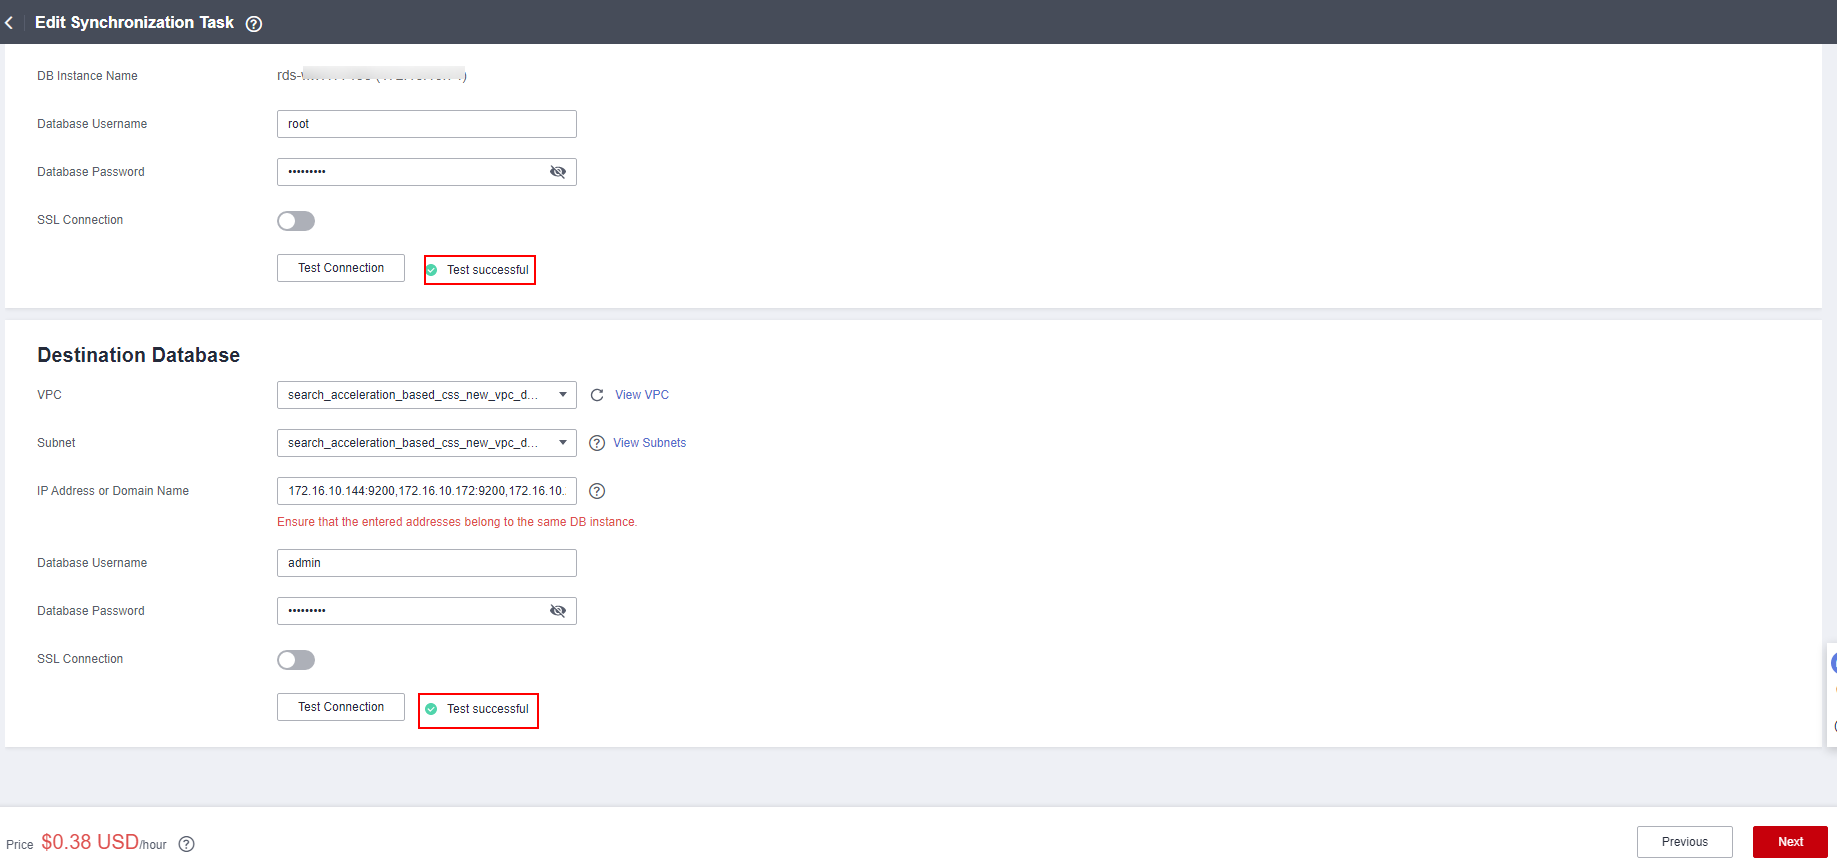 Edit Synchronization Task
DB Instance Name
rds-
Database Username root
Database Password •••••••••
SSL Connection
Test Connection Test successful
Destination Database
VPC search_acceleration_based_css_new_vpc_d... View VPC
Subnet search_acceleration_based_css_new_vpc_d... View Subnets
IP Address or Domain Name 172.16.10.144:9200,172.16.10.172:9200,172.16.10.
Ensure that the entered addresses belong to the same DB instance.
Database Username admin
Database Password •••••••••
SSL Connection
Test Connection Test successful
Price $0.38 USD/hour Previous Next